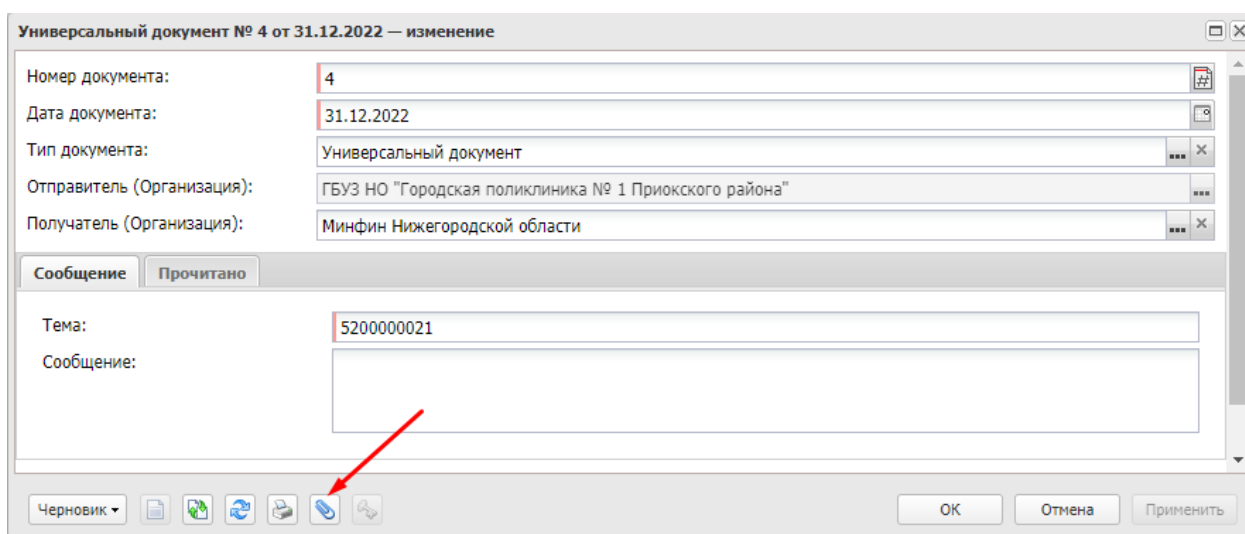 Универсальный документ № 4 от 31.12.2022 — изменение
Номер документа: 4
Дата документа: 31.12.2022
Тип документа: Универсальный документ
Отправитель (Организация): ГБУЗ НО "Городская поликлиника № 1 Приокского района"
Получатель (Организация): Минфин Нижегородской области
Сообщение Прочитано
Тема: 5200000021
Сообщение:
Черновик ОК Отмена Применить